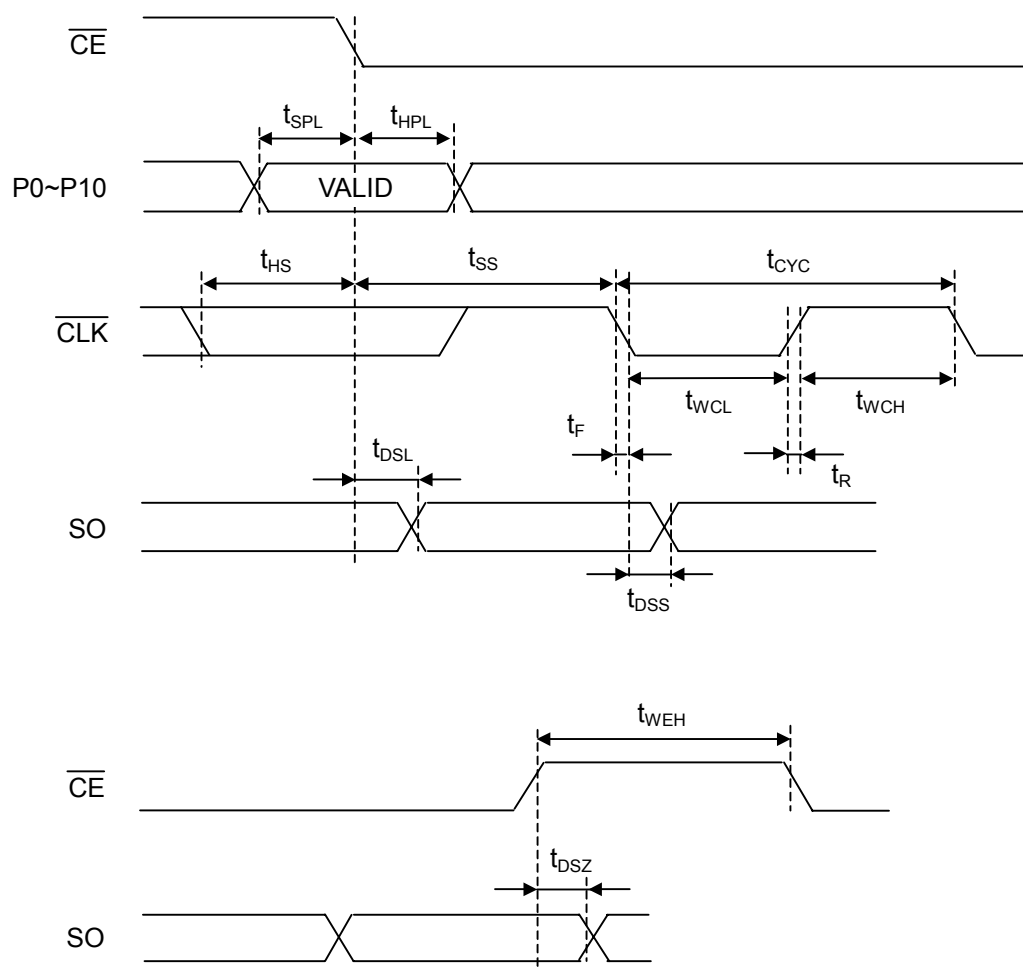 CE
tSPL tHPL
P0~P10 VALID
tHS tSS tCYC
CLK
tWCL tWCH
tF
tDSL
tR
SO
tDSS
tWEH
CE
tDSZ
SO